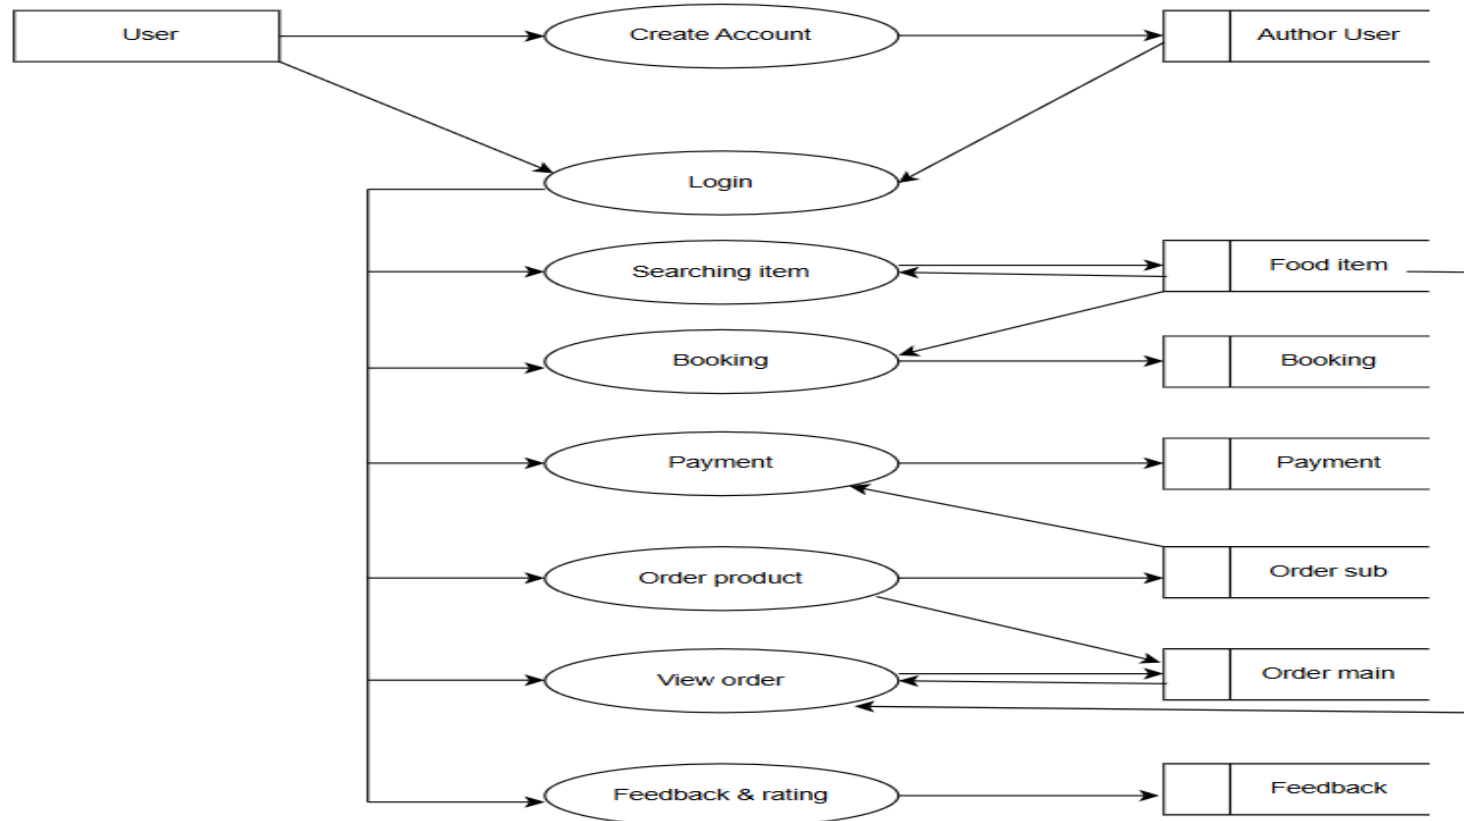 User
Create Account
Author User
Login
Searching item
Food item
Booking
Booking
Payment
Payment
Order product
Order sub
View order
Order main
Feedback & rating
Feedback